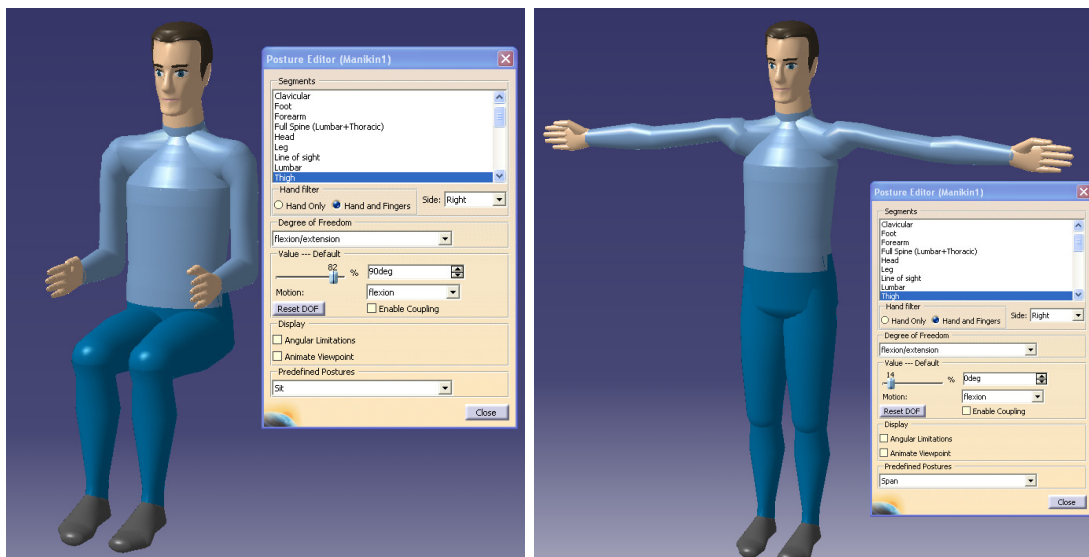 Posture Editor (Manikin1)
Segments
Clavicular
Foot
Forearm
Full Spine (Lumbar+Thoracic)
Head
Leg
Line of sight
Lumbar
Thigh
Hand filter
Hand Only Hand and Fingers
Side: Right
Degree of Freedom
flexion/extension
Value --- Default
82
% 90deg
Motion: flexion
Reset DOF Enable Coupling
Display
Angular Limitations
Animate Viewpoint
Predefined Postures
Sit
Close
Posture Editor (Manikin1)
Segments
Clavicular
Foot
Forearm
Full Spine (Lumbar+Thoracic)
Head
Leg
Line of sight
Lumbar
Thigh
Hand filter
Hand Only Hand and Fingers
Side: Right
Degree of Freedom
flexion/extension
Value --- Default
14
% 0deg
Motion: flexion
Reset DOF Enable Coupling
Display
Angular Limitations
Animate Viewpoint
Predefined Postures
Span
Close